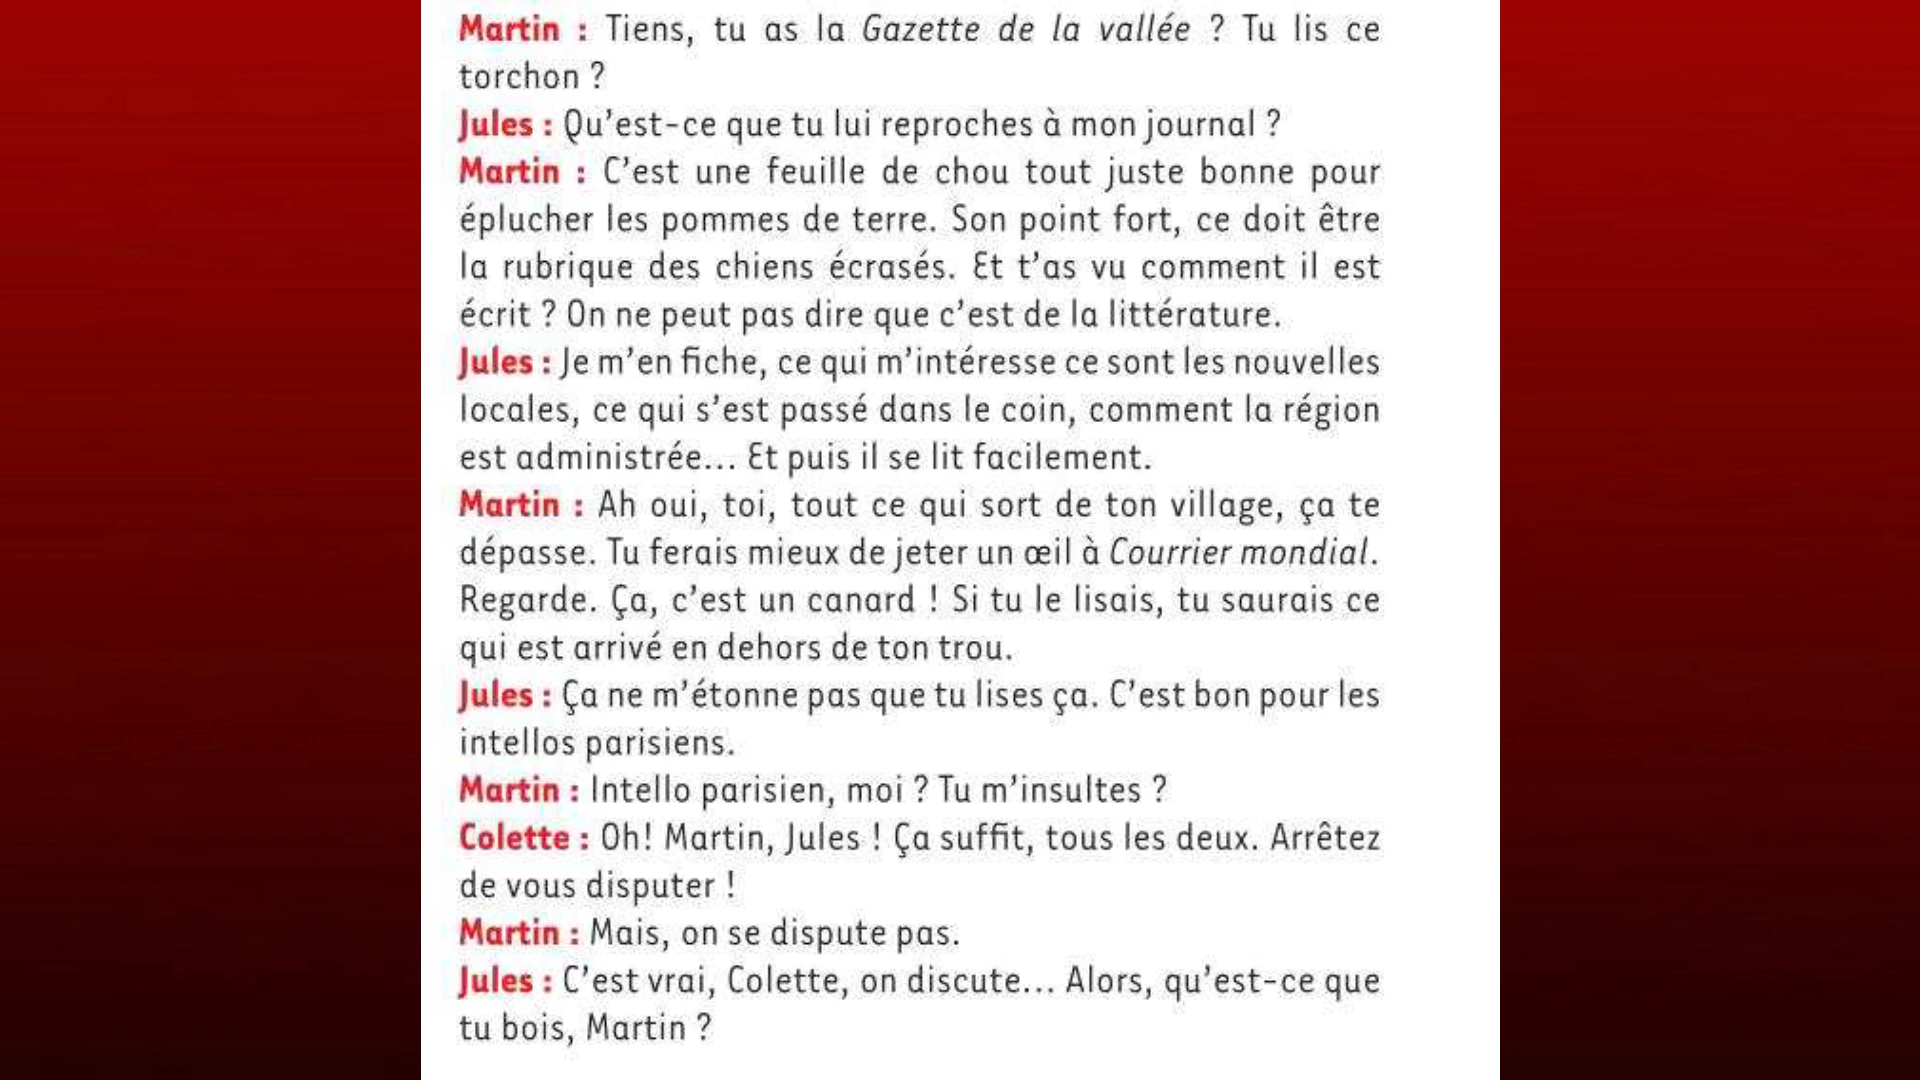 Martin : Tiens, tu as la Gazette de la vallée ? Tu lis ce
torchon ?
Jules : Qu'est-ce que tu lui reproches à mon journal ?
Martin : C'est une feuille de chou tout juste bonne pour
éplucher les pommes de terre. Son point fort, ce doit être
la rubrique des chiens écrasés. Et t'as vu comment il est
écrit ? On ne peut pas dire que c'est de la littérature.
Jules : Je m'en fiche, ce qui m'intéresse ce sont les nouvelles
locales, ce qui s'est passé dans le coin, comment la région
est administrée... Et puis il se lit facilement.
Martin : Ah oui, toi, tout ce qui sort de ton village, ça te
dépasse. Tu ferais mieux de jeter un œil à Courrier mondial.
Regarde. Ça, c'est un canard ! Si tu le lisais, tu saurais ce
qui est arrivé en dehors de ton trou.
Jules : Ça ne m'étonne pas que tu lises ça. C'est bon pour les
intellos parisiens.
Martin : Intello parisien, moi ? Tu m'insultes ?
Colette : Oh! Martin, Jules ! Ça suffit, tous les deux. Arrêtez
de vous disputer !
Martin : Mais, on se dispute pas.
Jules : C'est vrai, Colette, on discute... Alors, qu'est-ce que
tu bois, Martin ?